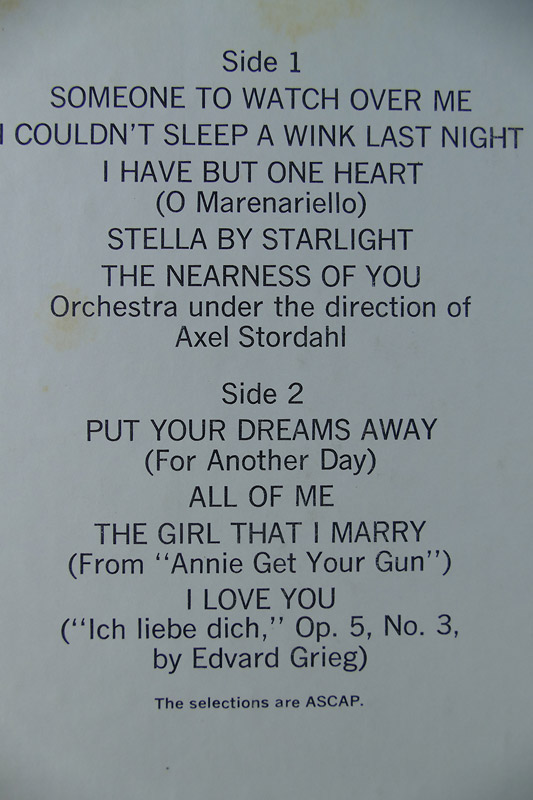 Side 1
SOMEONE TO WATCH OVER ME
I COULDN'T SLEEP A WINK LAST NIGHT
I HAVE BUT ONE HEART
(O Marenariello)
STELLA BY STARLIGHT
THE NEARNESS OF YOU
Orchestra under the direction of
Axel Stordahl
Side 2
PUT YOUR DREAMS AWAY
(For Another Day)
ALL OF ME
THE GIRL THAT I MARRY
(From "Annie Get Your Gun")
I LOVE YOU
("Ich liebe dich," Op. 5, No. 3,
by Edvard Grieg)
The selections are ASCAP.